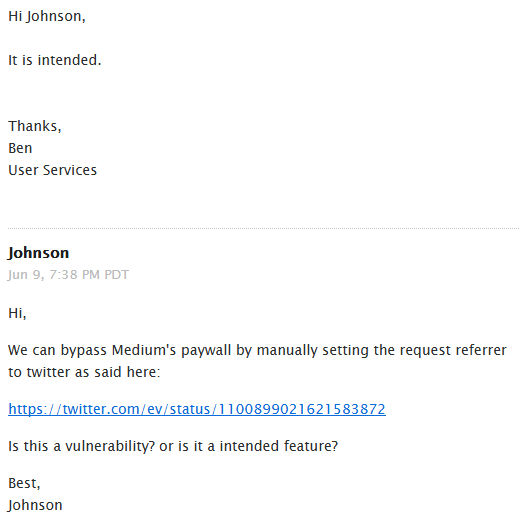 Hi Johnson,
It is intended.
Thanks,
Ben
User Services
Johnson
Jun 9, 7:38 PM PDT
Hi,
We can bypass Medium's paywall by manually setting the request referrer
to twitter as said here:
https://twitter.com/ev/status/1100899021621583872
Is this a vulnerability? or is it a intended feature?
Best,
Johnson